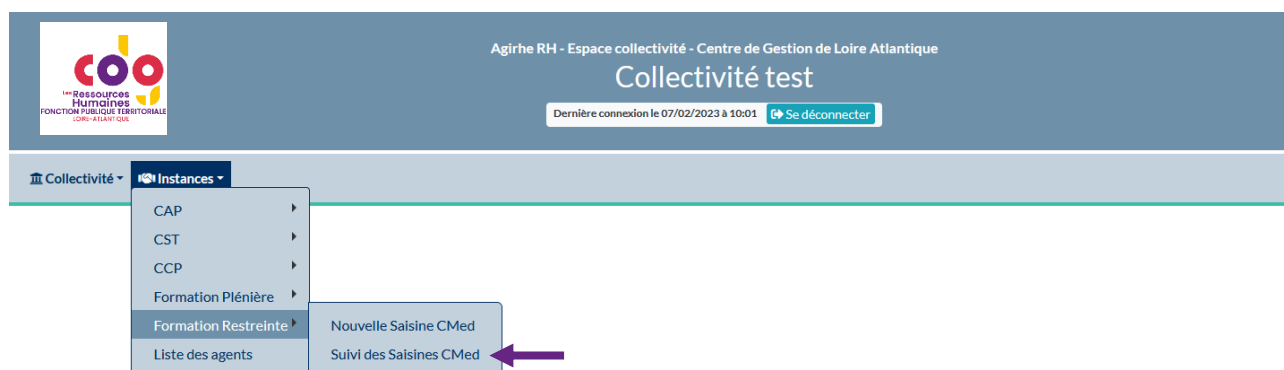 cdg
Les Ressources
Humaines
FONCTION PUBLIQUE TERRITORIALE
LOIRE-ATLANTIQUE
Agirhe RH - Espace collectivité - Centre de Gestion de Loire Atlantique
Collectivité test
Dernière connexion le 07/02/2023 à 10:01 Se déconnecter
Collectivité Instances
CAP
CST
CCP
Formation Plénière
Formation Restreinte Nouvelle Saisine CMed
Liste des agents Suivi des Saisines CMed